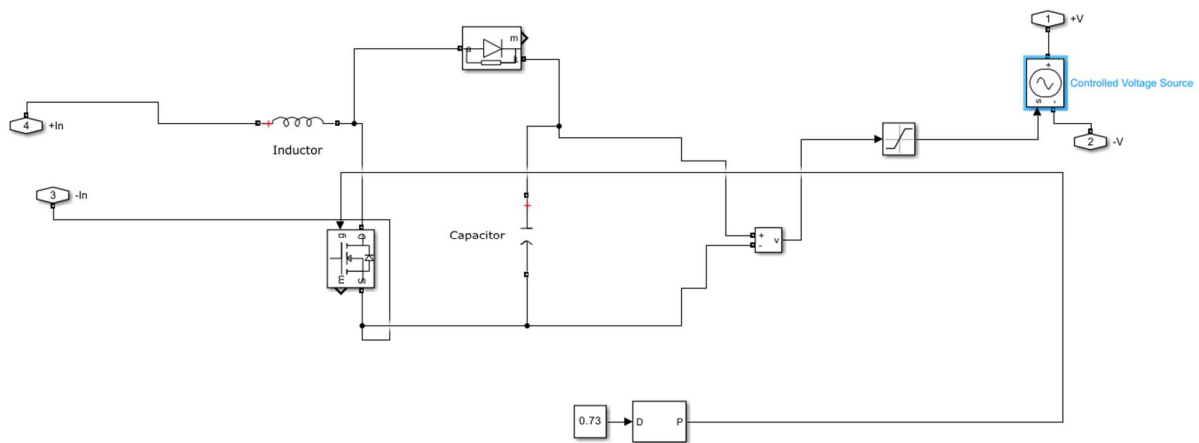 1 +V
m
a
k
+
s
-
Controlled Voltage Source
4 +In
2 -V
Inductor
3 -In
g D
Capacitor
+
-
v
m S
0.73
D P